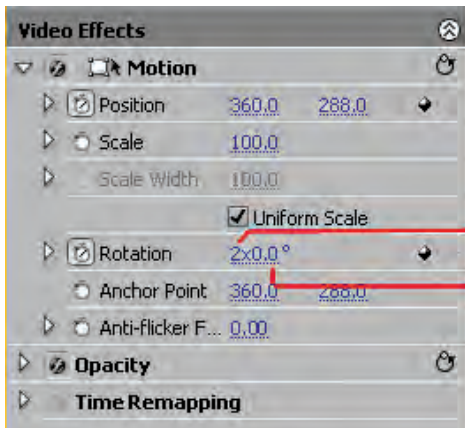 Video Effects
Motion
Position 360.0 288.0
Scale 100.0
Scale Width 100.0
Uniform Scale
Rotation 2x0.0°
Anchor Point 360.0 288.0
Anti-flicker F... 0.00
Opacity
Time Remapping